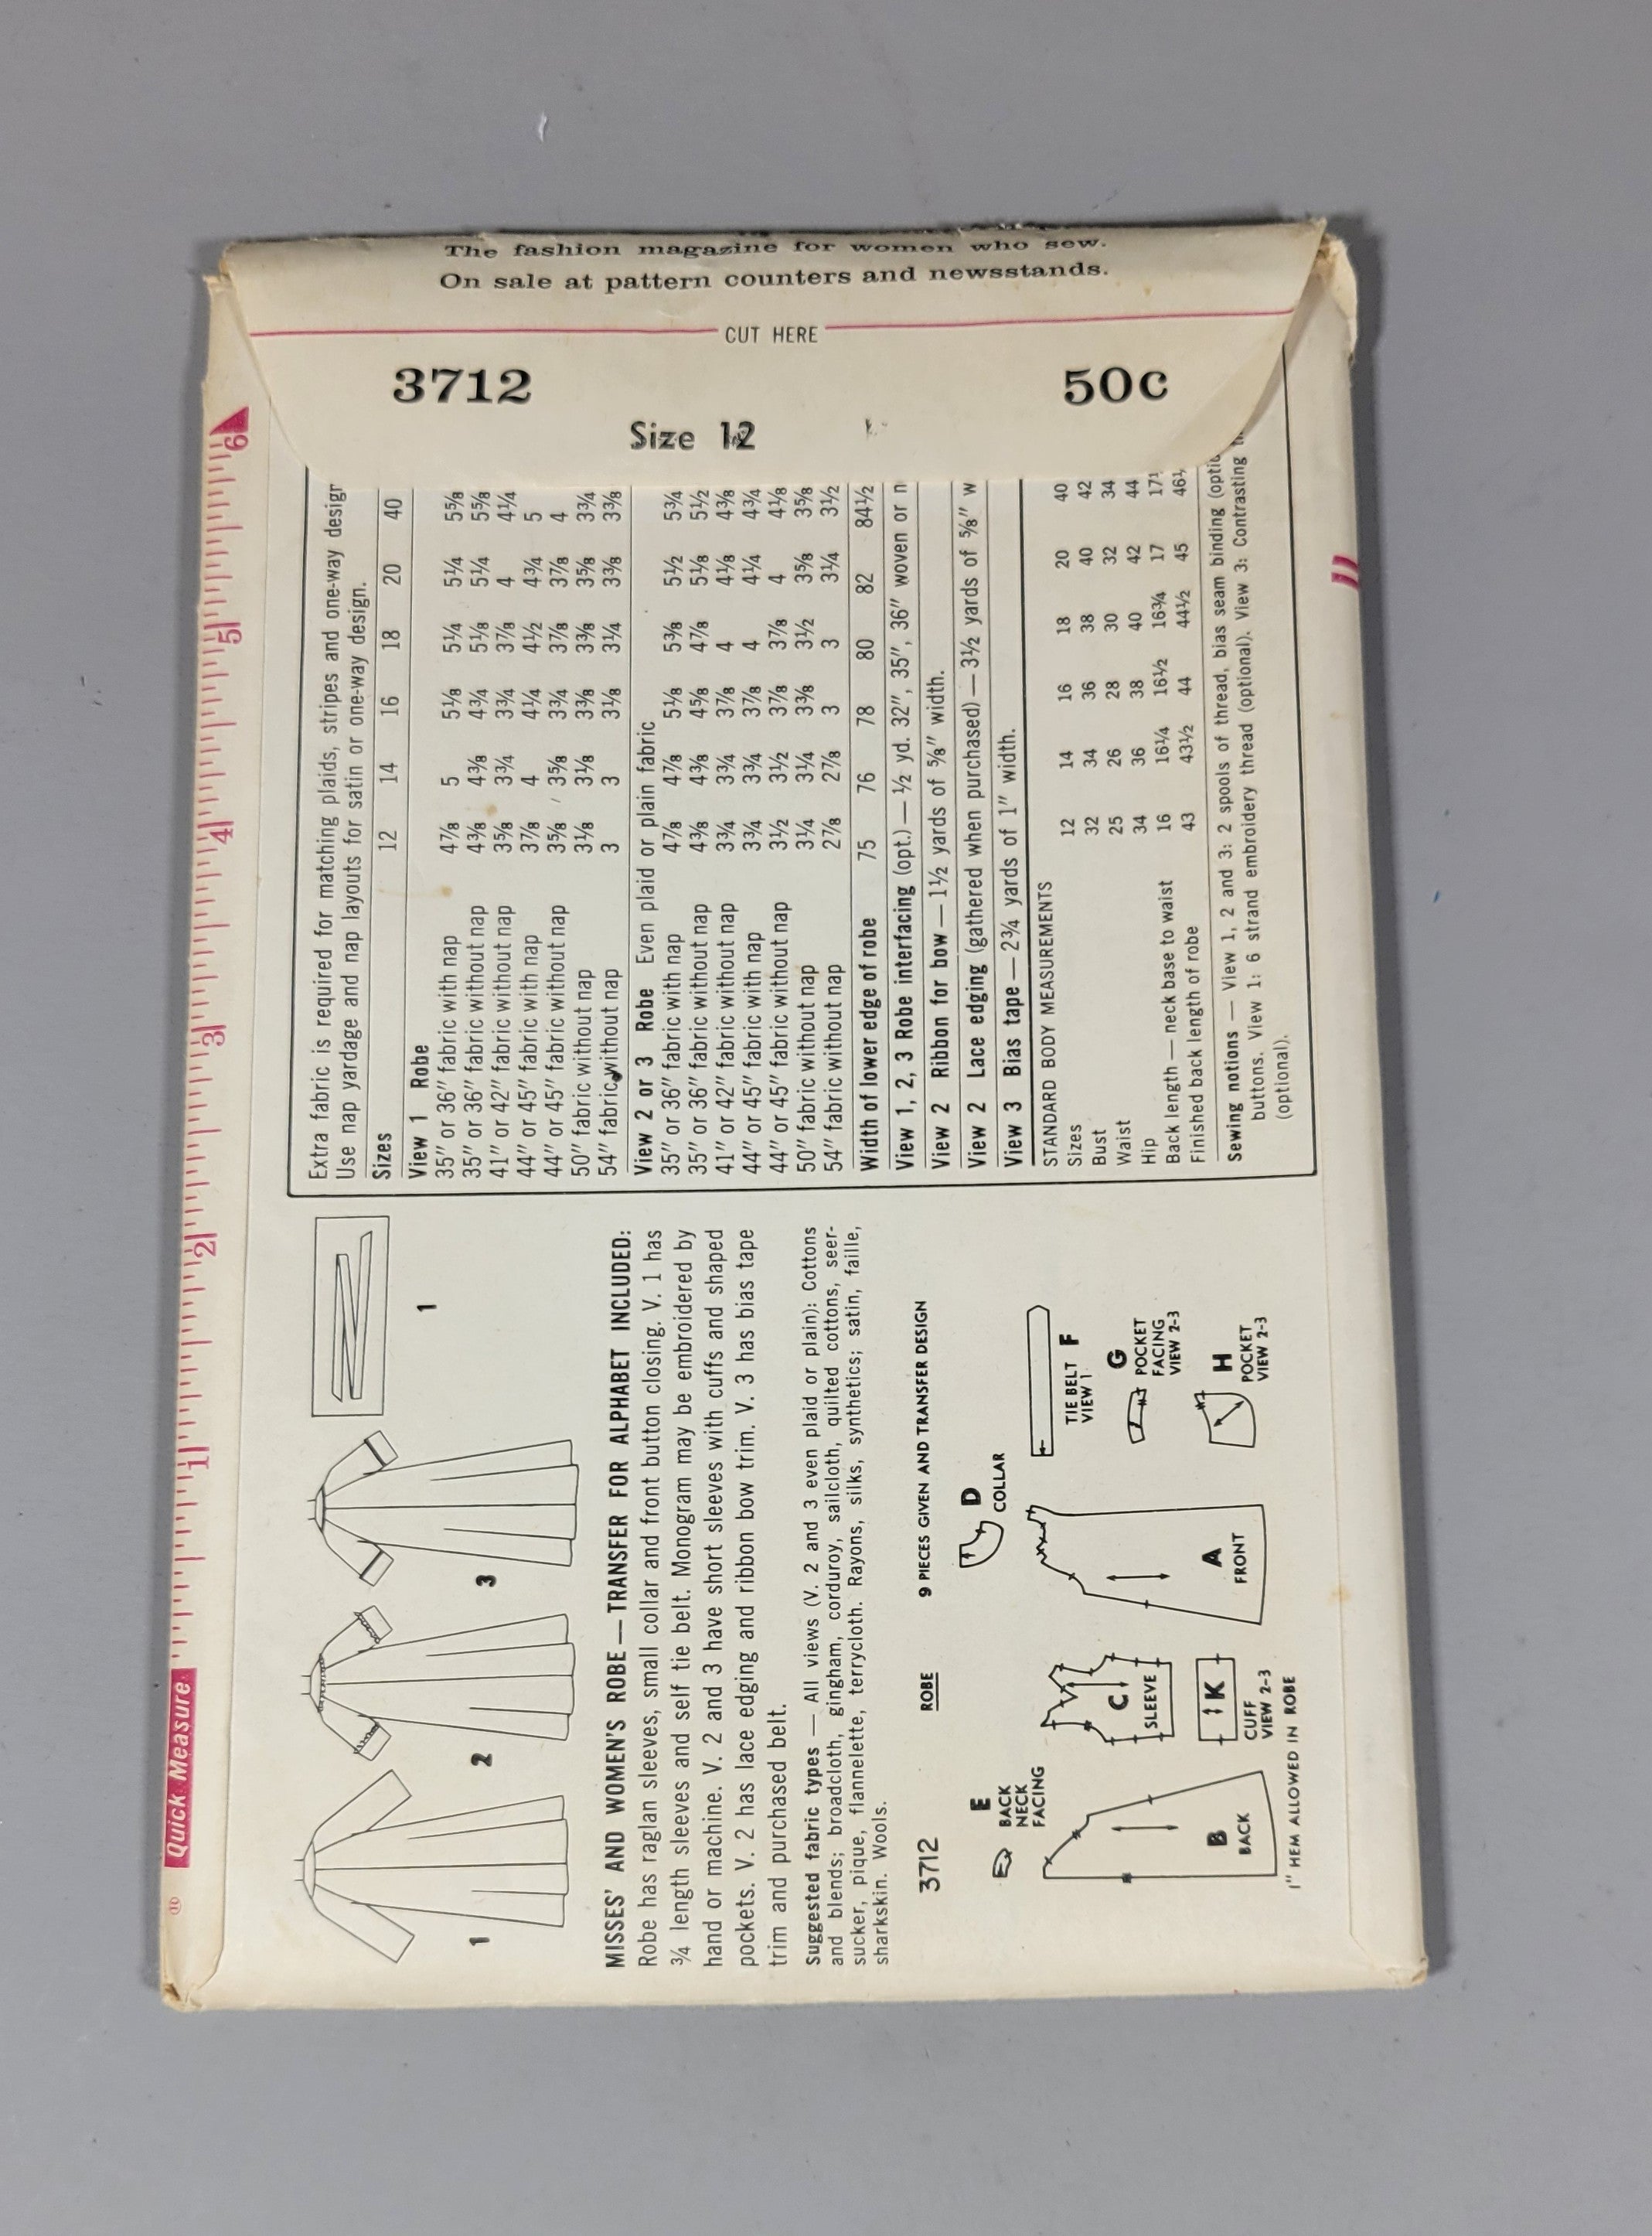 The fashion magazine for women who sew.
On sale at pattern counters and newsstands.
CUT HERE
3712 50c
Size 12
® Quick Measure 1 2 3 4 5 6
1
2
3
1
MISSES' AND WOMEN'S ROBE — TRANSFER FOR ALPHABET INCLUDED:
Robe has raglan sleeves, small collar and front button closing. V. 1 has
¾ length sleeves and self tie belt. Monogram may be embroidered by
hand or machine. V. 2 and 3 have short sleeves with cuffs and shaped
pockets. V. 2 has lace edging and ribbon bow trim. V. 3 has bias tape
trim and purchased belt.
Suggested fabric types — All views (V. 2 and 3 even plaid or plain): Cottons
and blends; broadcloth, gingham, corduroy, sailcloth, quilted cottons, seer-
sucker, pique, flannelette, terrycloth. Rayons, silks, synthetics; satin, faille,
sharkskin. Wools.
3712 ROBE 9 PIECES GIVEN AND TRANSFER DESIGN
E
BACK
NECK
FACING
B
BACK
C
SLEEVE
K
CUFF
VIEW 2-3
D
COLLAR
A
FRONT
TIE BELT F
VIEW 1
G
POCKET
FACING
VIEW 2-3
H
POCKET
VIEW 2-3
1" HEM ALLOWED IN ROBE
Extra fabric is required for matching plaids, stripes and one-way design
Use nap yardage and nap layouts for satin or one-way design.
Sizes 12 14 16 18 20 40
View 1 Robe
35" or 36" fabric with nap 4⅞ 5 5⅛ 5¼ 5¼ 5⅝
35" or 36" fabric without nap 4⅜ 4⅜ 4¾ 5⅛ 5¼ 5⅝
41" or 42" fabric without nap 3⅝ 3¾ 3¾ 3⅞ 4 4¼
44" or 45" fabric with nap 3⅞ 4 4¼ 4½ 4¾ 5
44" or 45" fabric without nap 3⅝ 3⅝ 3¾ 3⅞ 3⅞ 4
50" fabric without nap 3⅛ 3⅛ 3⅜ 3⅜ 3⅝ 3¾
54" fabric without nap 3 3 3⅛ 3¼ 3⅜ 3⅜
View 2 or 3 Robe Even plaid or plain fabric
35" or 36" fabric with nap 4⅞ 4⅞ 5⅛ 5⅜ 5½ 5¾
35" or 36" fabric without nap 4⅜ 4⅜ 4⅝ 4⅞ 5⅛ 5½
41" or 42" fabric without nap 3¾ 3¾ 3⅞ 4 4⅛ 4⅜
44" or 45" fabric with nap 3¾ 3¾ 3⅞ 4 4¼ 4¾
44" or 45" fabric without nap 3½ 3½ 3⅞ 3⅞ 4 4⅛
50" fabric without nap 3¼ 3¼ 3⅜ 3½ 3⅝ 3⅝
54" fabric without nap 2⅞ 2⅞ 3 3 3¼ 3½
Width of lower edge of robe 75 76 78 80 82 84½
View 1, 2, 3 Robe interfacing (opt.) — ½ yd. 32", 35", 36" woven or n
View 2 Ribbon for bow — 1½ yards of ⅝" width.
View 2 Lace edging (gathered when purchased) — 3½ yards of ⅝" w
View 3 Bias tape — 2¾ yards of 1" width.
STANDARD BODY MEASUREMENTS
Sizes 12 14 16 18 20 40
Bust 32 34 36 38 40 42
Waist 25 26 28 30 32 34
Hip 34 36 38 40 42 44
Back length — neck base to waist 16 16¼ 16½ 16¾ 17 17
Finished back length of robe 43 43½ 44 44½ 45 46
Sewing notions — View 1, 2 and 3: 2 spools of thread, bias seam binding (optio
buttons. View 1: 6 strand embroidery thread (optional). View 3: Contrasting
(optional).